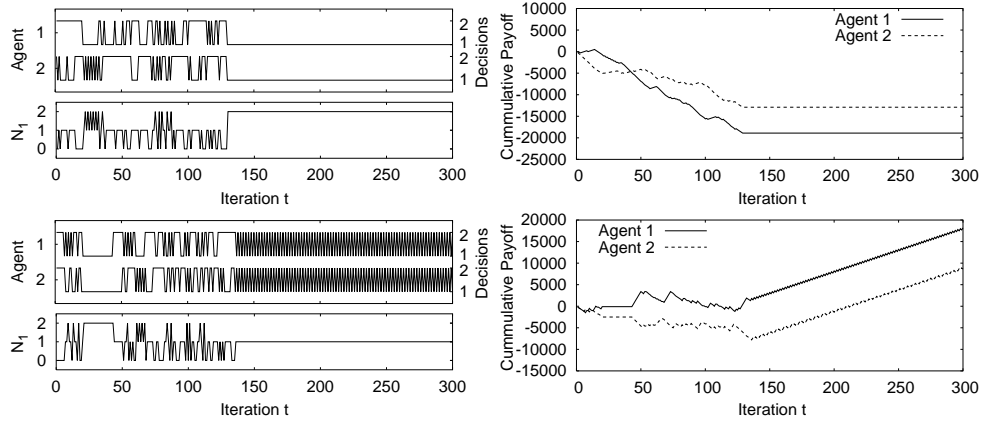 Agent
1
2
2
1
2
1
Decisions
N1
2
1
0
0 50 100 150 200 250 300
Iteration t
Cummulative Payoff
10000
5000
0
-5000
-10000
-15000
-20000
-25000
Agent 1
Agent 2
0 50 100 150 200 250 300
Iteration t
Agent
1
2
2
1
2
1
Decisions
N1
2
1
0
0 50 100 150 200 250 300
Iteration t
Cummulative Payoff
20000
15000
10000
5000
0
-5000
-10000
-15000
Agent 1
Agent 2
0 50 100 150 200 250 300
Iteration t